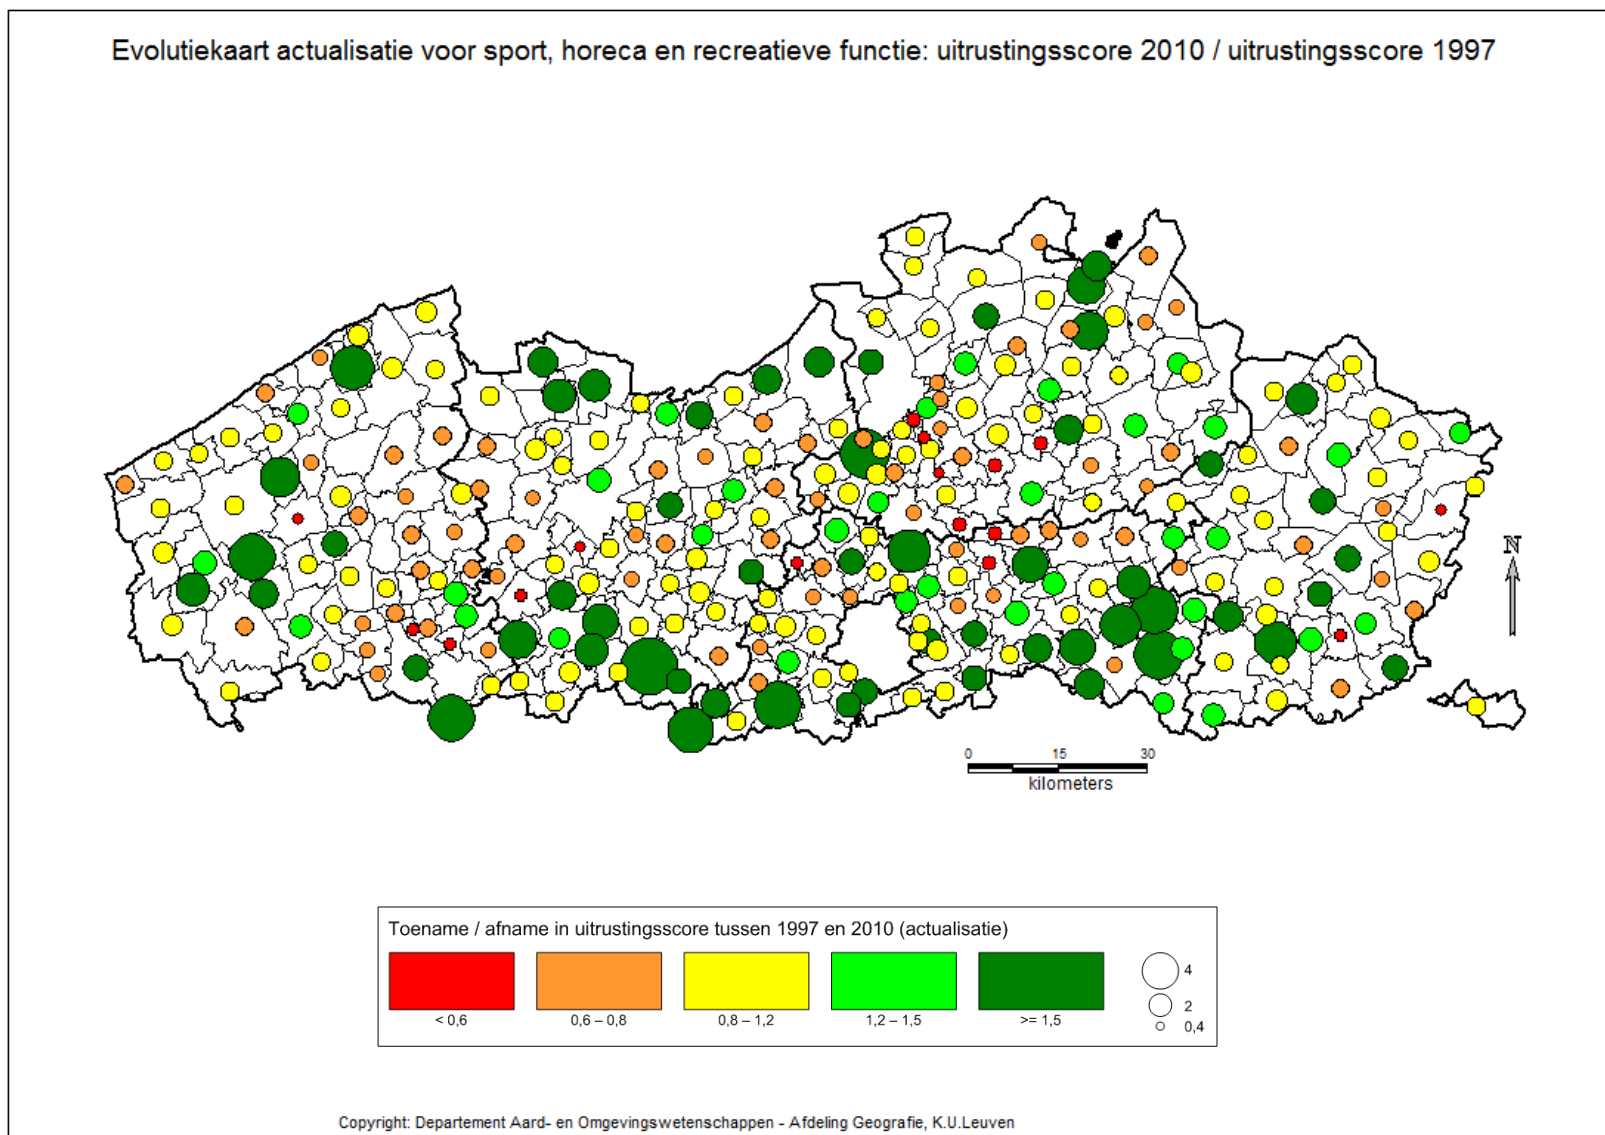 Evolutiekaart actualisatie voor sport, horeca en recreatieve functie: uitrustingsscore 2010 / uitrustingsscore 1997
N
0 15 30
kilometers
Toename / afname in uitrustingsscore tussen 1997 en 2010 (actualisatie)
4
2
0,4
< 0,6 0,6 – 0,8 0,8 – 1,2 1,2 – 1,5 >= 1,5
Copyright: Departement Aard- en Omgevingswetenschappen - Afdeling Geografie, K.U.Leuven